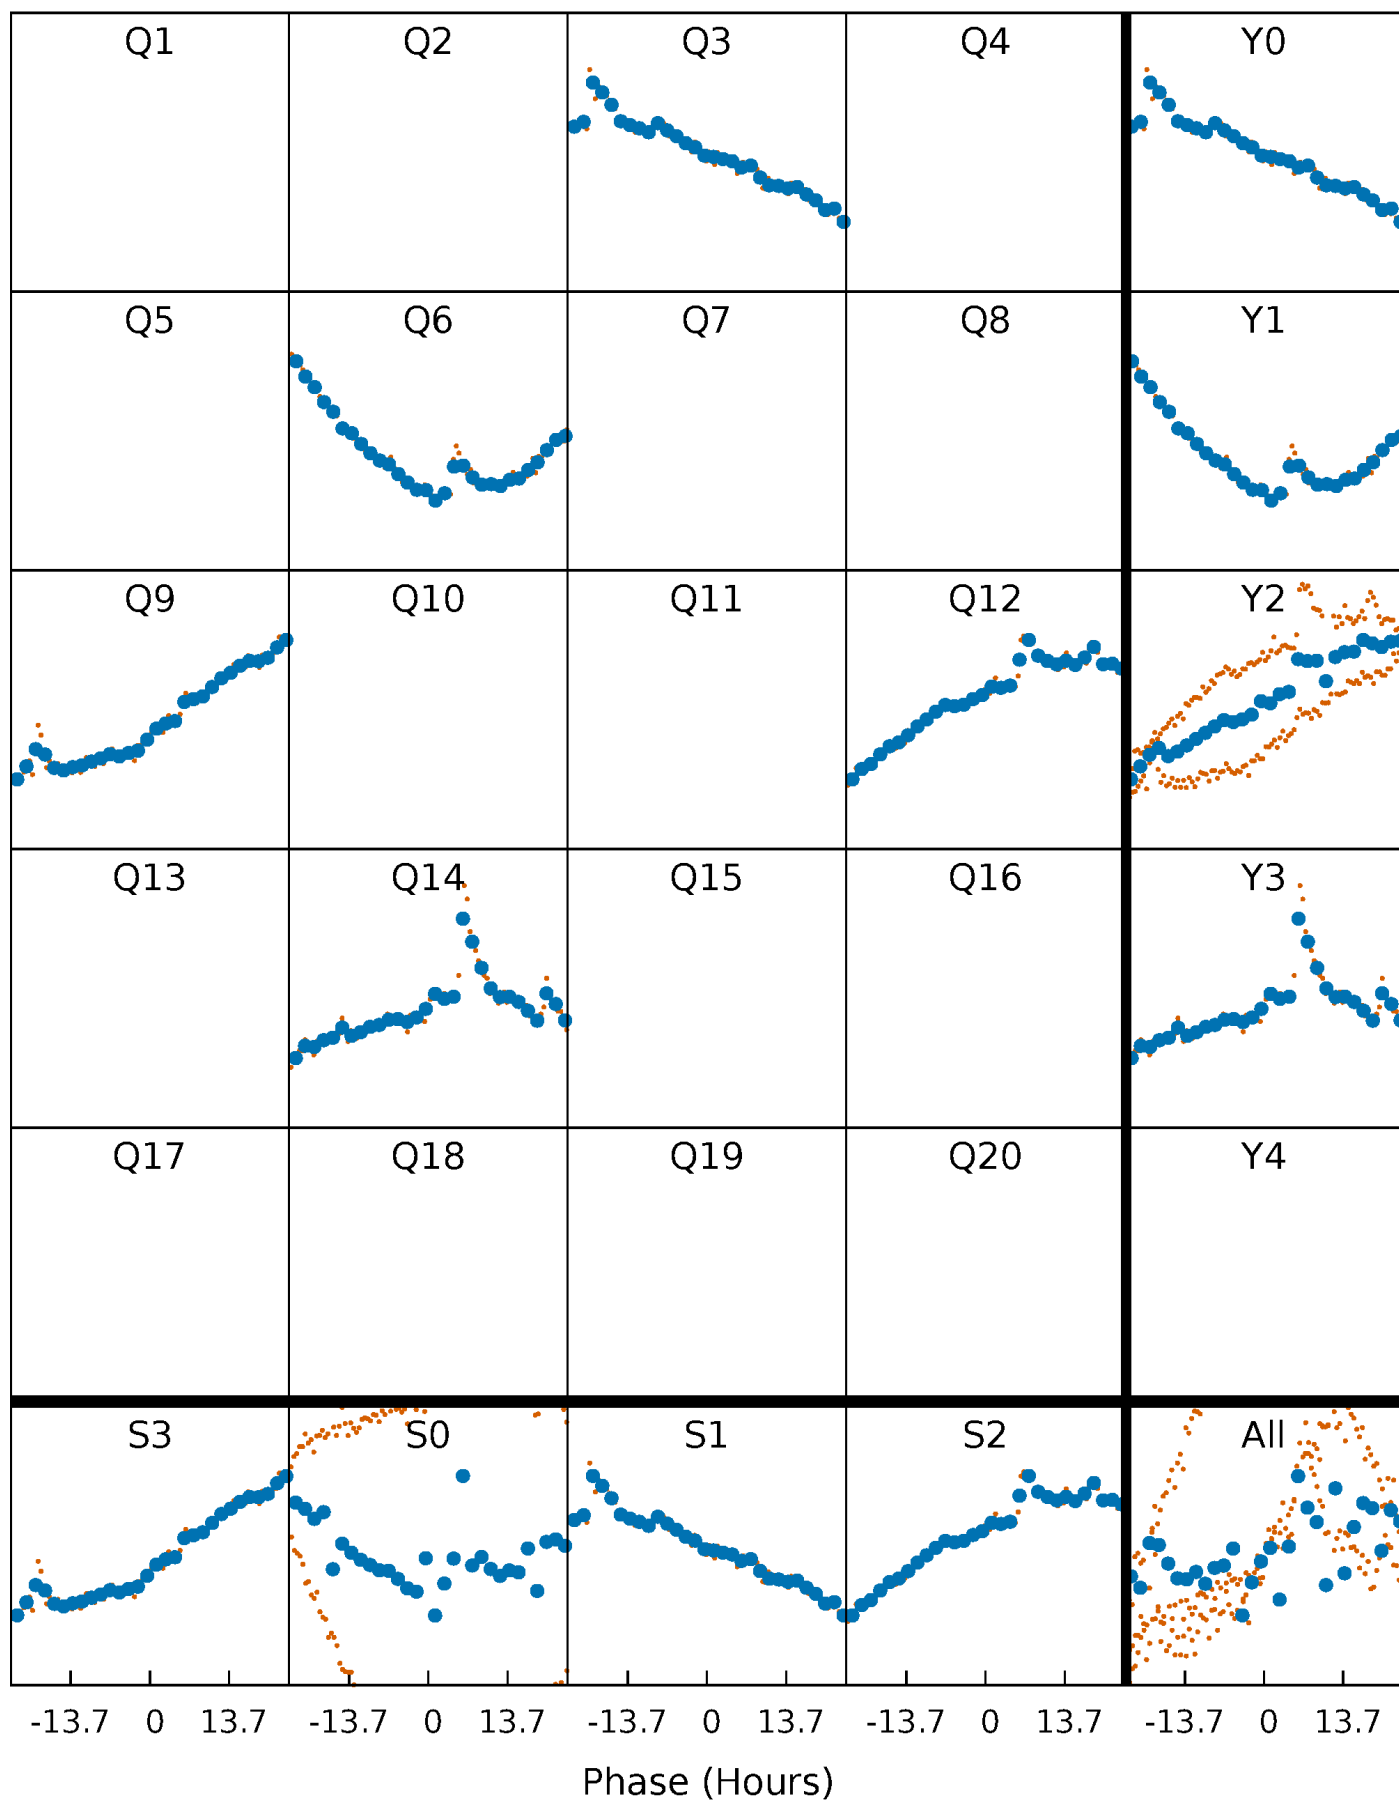 Q1 Q2 Q3 Q4 Y0
Q5 Q6 Q7 Q8 Y1
Q9 Q10 Q11 Q12 Y2
Q13 Q14 Q15 Q16 Y3
Q17 Q18 Q19 Q20 Y4
S3 S0 S1 S2 All
-13.7 0 13.7 -13.7 0 13.7 -13.7 0 13.7 -13.7 0 13.7 -13.7 0 13.7
Phase (Hours)